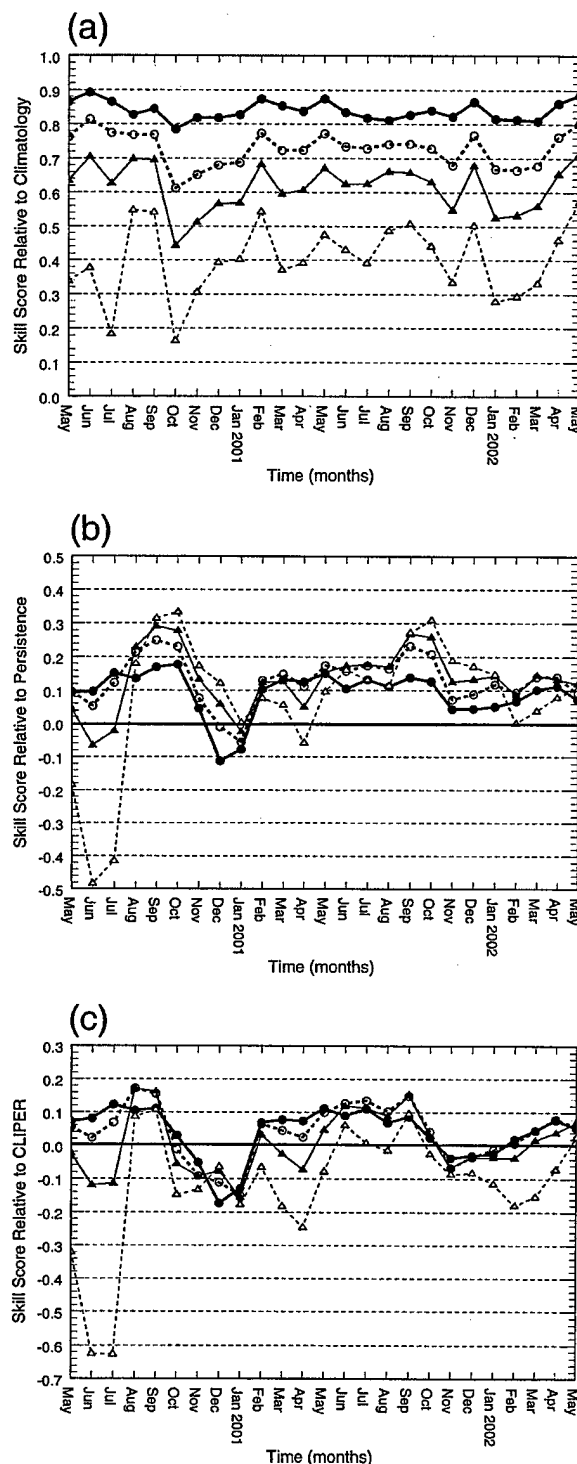 (a)
Skill Score Relative to Climatology
1.0
0.9
0.8
0.7
0.6
0.5
0.4
0.3
0.2
0.1
0.0
May
Jun
Jul
Aug
Sep
Oct
Nov
Dec
Jan 2001
Feb
Mar
Apr
May
Jun
Jul
Aug
Sep
Oct
Nov
Dec
Jan 2002
Feb
Mar
Apr
May
Time (months)
(b)
Skill Score Relative to Persistence
0.5
0.4
0.3
0.2
0.1
0.0
-0.1
-0.2
-0.3
-0.4
-0.5
May
Jun
Jul
Aug
Sep
Oct
Nov
Dec
Jan 2001
Feb
Mar
Apr
May
Jun
Jul
Aug
Sep
Oct
Nov
Dec
Jan 2002
Feb
Mar
Apr
May
Time (months)
(c)
Skill Score Relative to CLIPER
0.3
0.2
0.1
0.0
-0.1
-0.2
-0.3
-0.4
-0.5
-0.6
-0.7
May
Jun
Jul
Aug
Sep
Oct
Nov
Dec
Jan 2001
Feb
Mar
Apr
May
Jun
Jul
Aug
Sep
Oct
Nov
Dec
Jan 2002
Feb
Mar
Apr
May
Time (months)